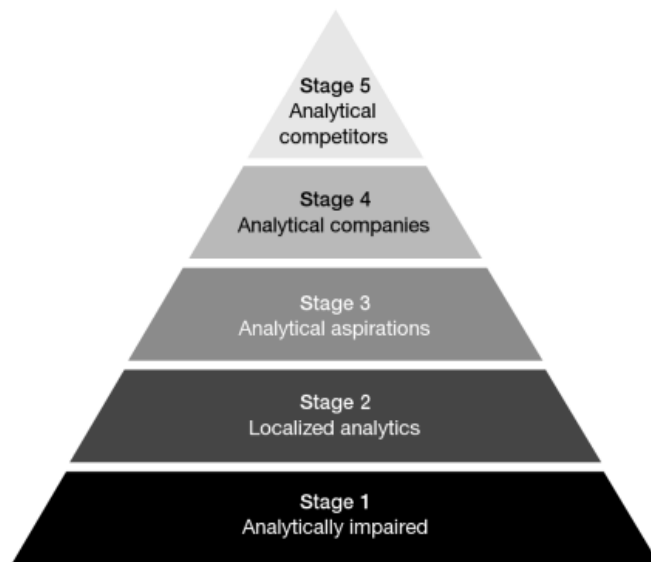 Stage 5
Analytical
competitors
Stage 4
Analytical companies
Stage 3
Analytical aspirations
Stage 2
Localized analytics
Stage 1
Analytically impaired